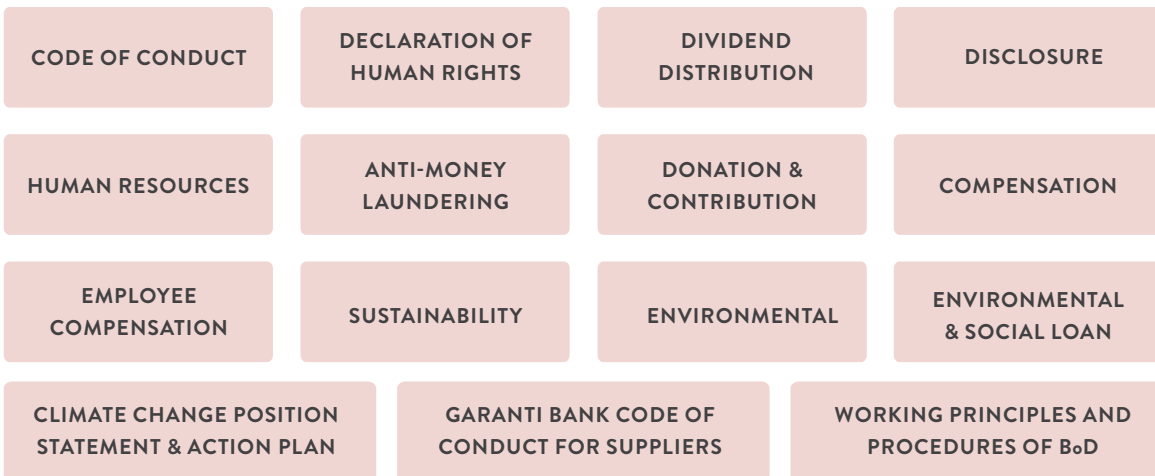 CODE OF CONDUCT
DECLARATION OF
HUMAN RIGHTS
DIVIDEND
DISTRIBUTION
DISCLOSURE
HUMAN RESOURCES
ANTI-MONEY
LAUNDERING
DONATION &
CONTRIBUTION
COMPENSATION
EMPLOYEE
COMPENSATION
SUSTAINABILITY
ENVIRONMENTAL
ENVIRONMENTAL
& SOCIAL LOAN
CLIMATE CHANGE POSITION
STATEMENT & ACTION PLAN
GARANTI BANK CODE OF
CONDUCT FOR SUPPLIERS
WORKING PRINCIPLES AND
PROCEDURES OF BoD